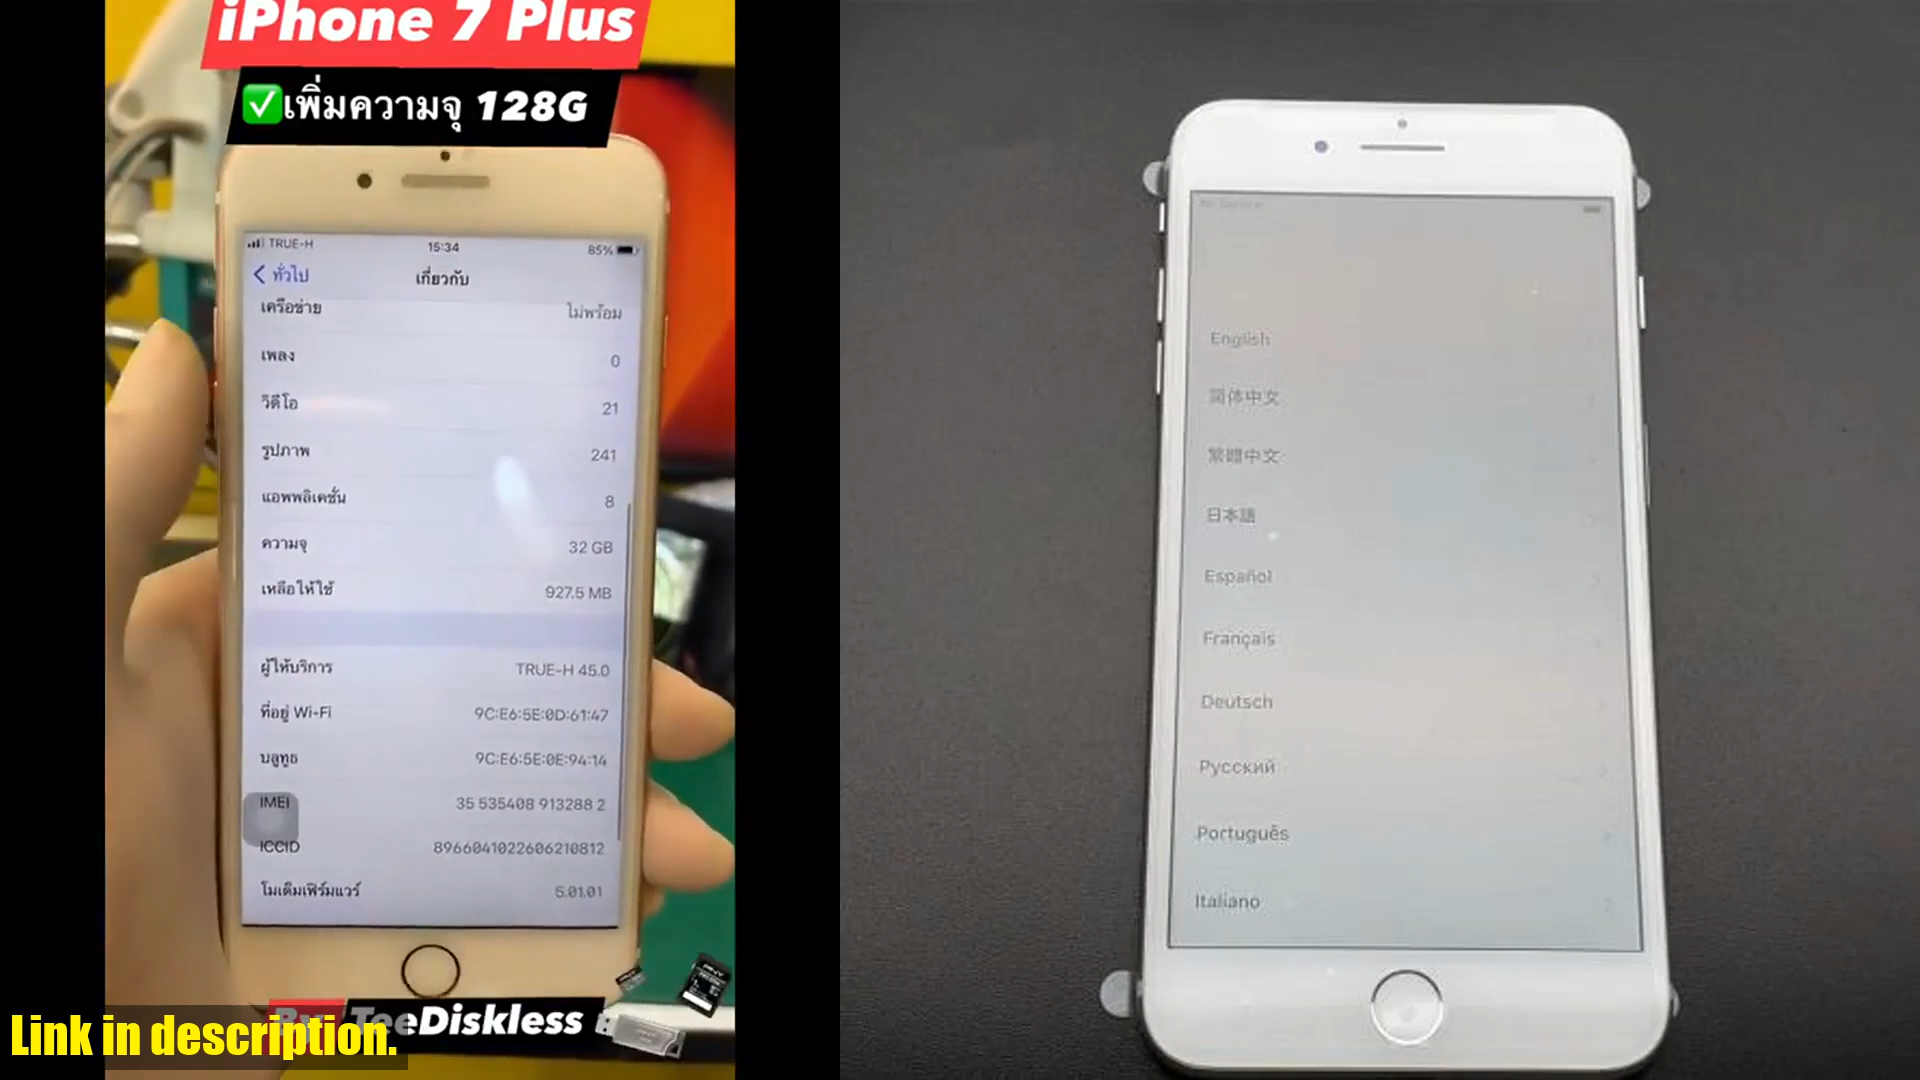 iPhone 7 Plus
✅เพิ่มความจุ 128G
TRUE-H 15:34 85%
ทั่วไป เกี่ยวกับ
เครือข่าย ไม่พร้อม
เพลง 0
วิดีโอ 21
รูปภาพ 241
แอพพลิเคชั่น 8
ความจุ 32 GB
เหลือให้ใช้ 927.5 MB
ผู้ให้บริการ TRUE-H 45.0
ที่อยู่ Wi-Fi 9C:E6:5E:0D:61:47
บลูทูธ 9C:E6:5E:0E:94:14
IMEI 35 535408 913288 2
ICCID 8966041022606210812
โมเด็มเฟิร์มแวร์ 5.01.01
By TeeDiskless
Link in description.
English
简体中文
繁體中文
日本語
Español
Français
Deutsch
Русский
Português
Italiano